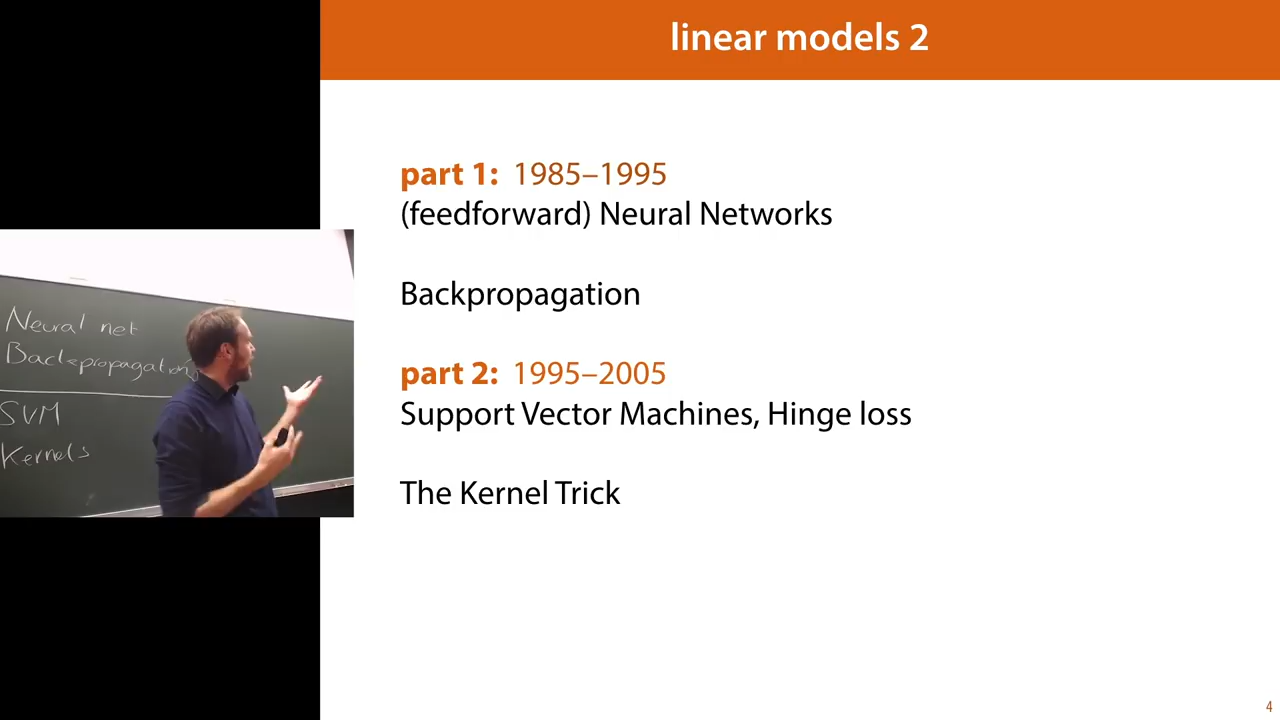 linear models 2
part 1: 1985–1995
(feedforward) Neural Networks
Backpropagation
part 2: 1995–2005
Support Vector Machines, Hinge loss
The Kernel Trick
4
Neural net
Backpropagation
SVM
Kernels